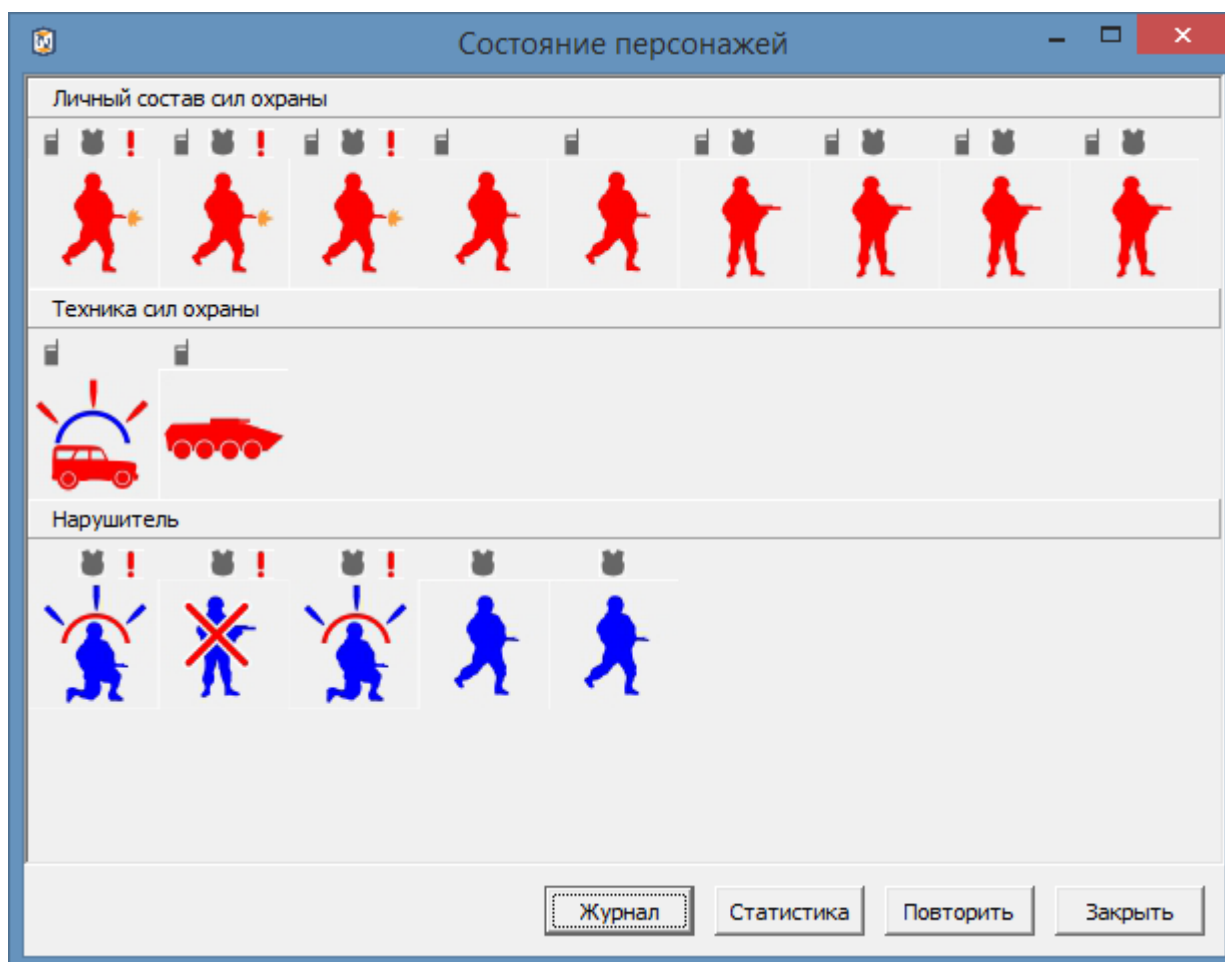 Состояние персонажей
Личный состав сил охраны
Техника сил охраны
Нарушитель
Журнал
Статистика
Повторить
Закрыть